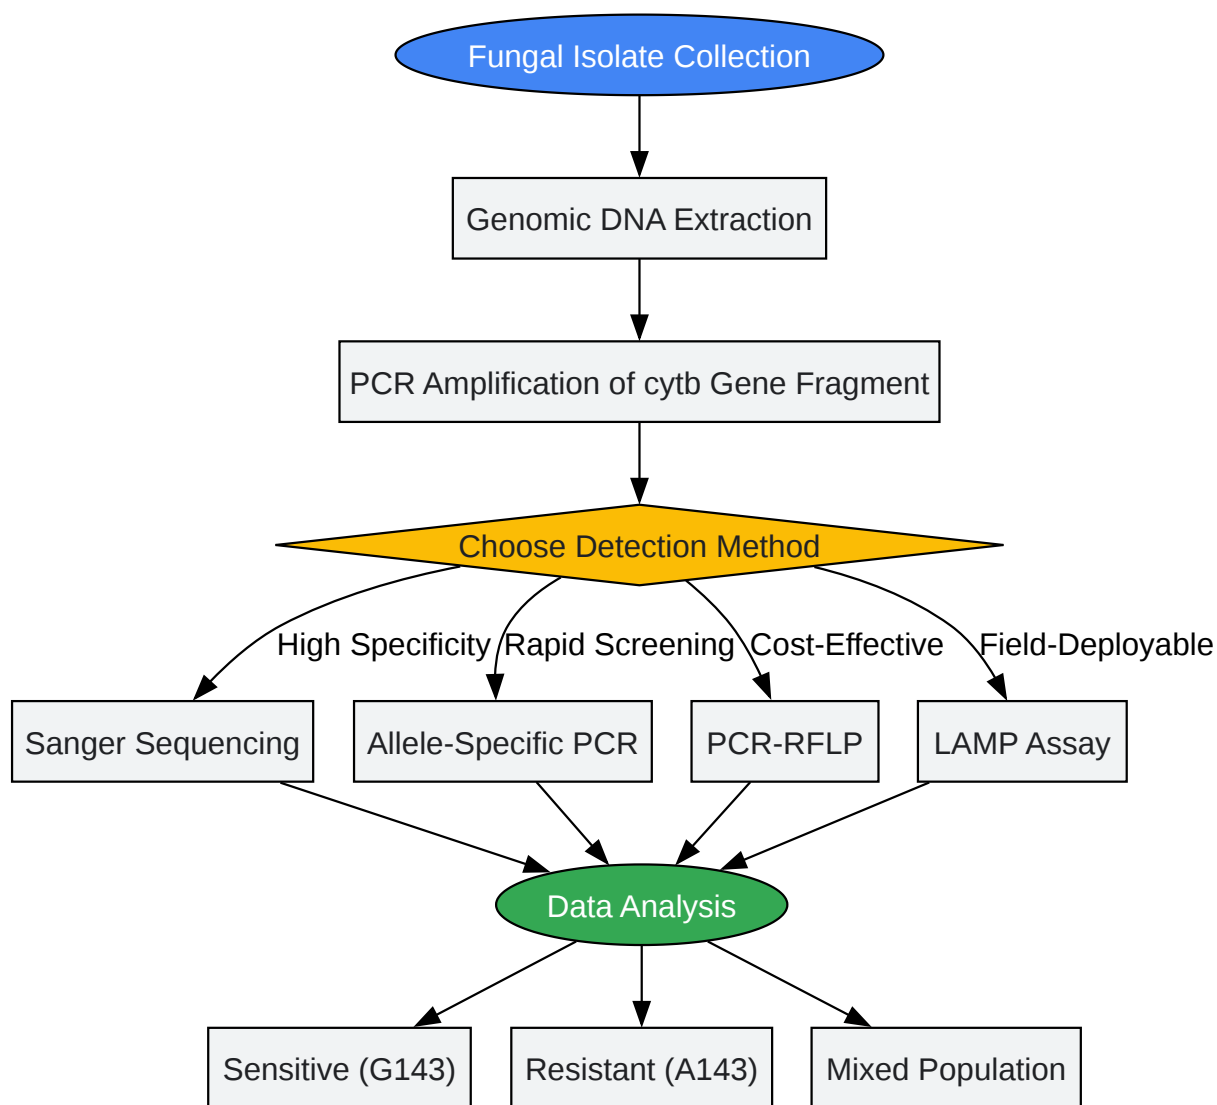 Fungal Isolate Collection
Genomic DNA Extraction
PCR Amplification of cytb Gene Fragment
Choose Detection Method
High Specificity
Rapid Screening
Cost-Effective
Field-Deployable
Sanger Sequencing
Allele-Specific PCR
PCR-RFLP
LAMP Assay
Data Analysis
Sensitive (G143)
Resistant (A143)
Mixed Population